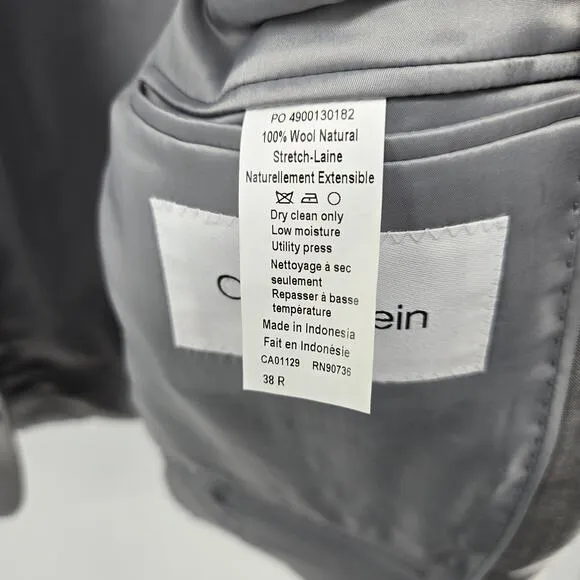 PO 4900130182
100% Wool Natural
Stretch-Laine
Naturellement Extensible
Dry clean only
Low moisture
Utility press
Nettoyage à sec
seulement
Repasser à basse
température
Made in Indonesia
Fait en Indonésie
CA01129 RN90736
38 R
C
ein